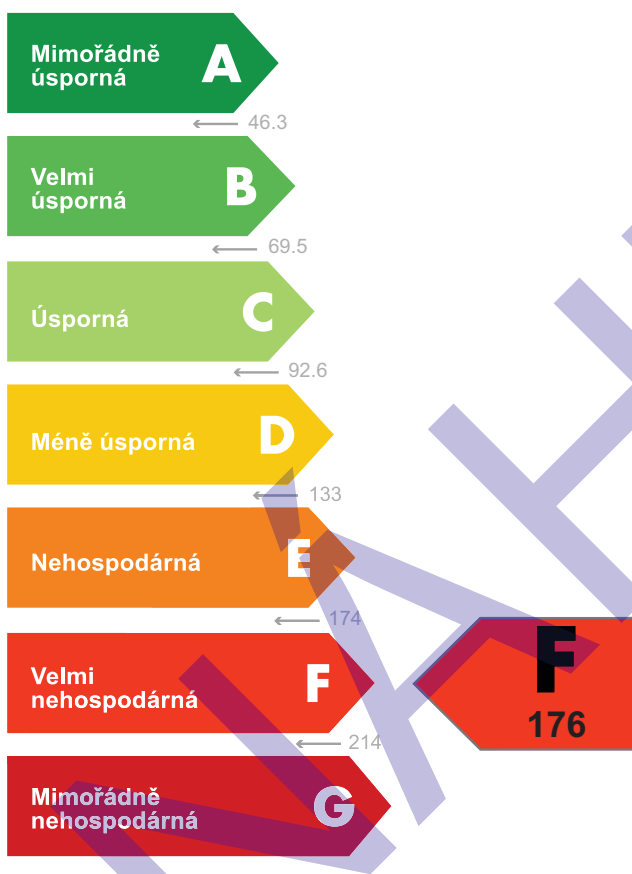 Mimořádně
úsporná
A
46.3
Velmi
úsporná
B
69.5
Úsporná
C
92.6
Méně úsporná
D
133
Nehospodárná
E
174
Velmi
nehospodárná
F
F
176
214
Mimořádně
nehospodárná
G